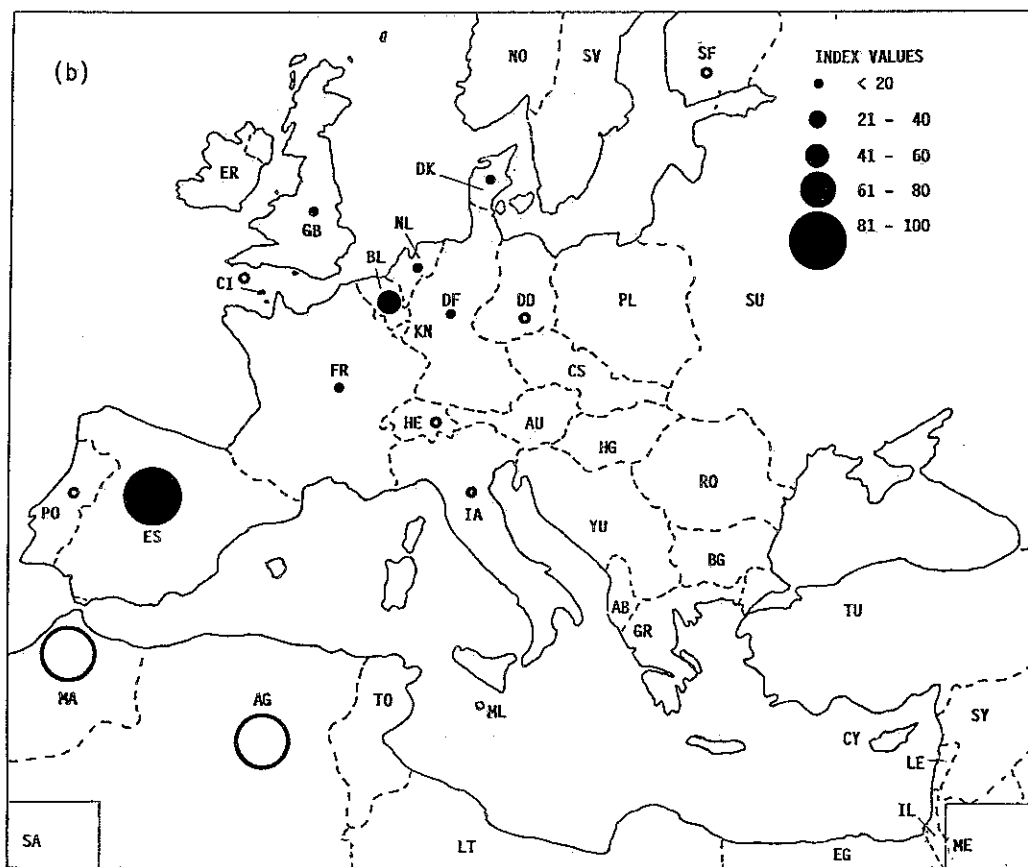 (b)
NO
SV
SF
INDEX VALUES
< 20
21 - 40
41 - 60
61 - 80
81 - 100
ER
DK
GB
NL
BL
CI
DF
DD
PL
SU
KN
CS
FR
HE
AU
HG
RO
PO
ES
IA
YU
BG
AB
GR
TU
MA
AG
TO
ML
CY
SY
LE
IL
SA
LT
EG
ME